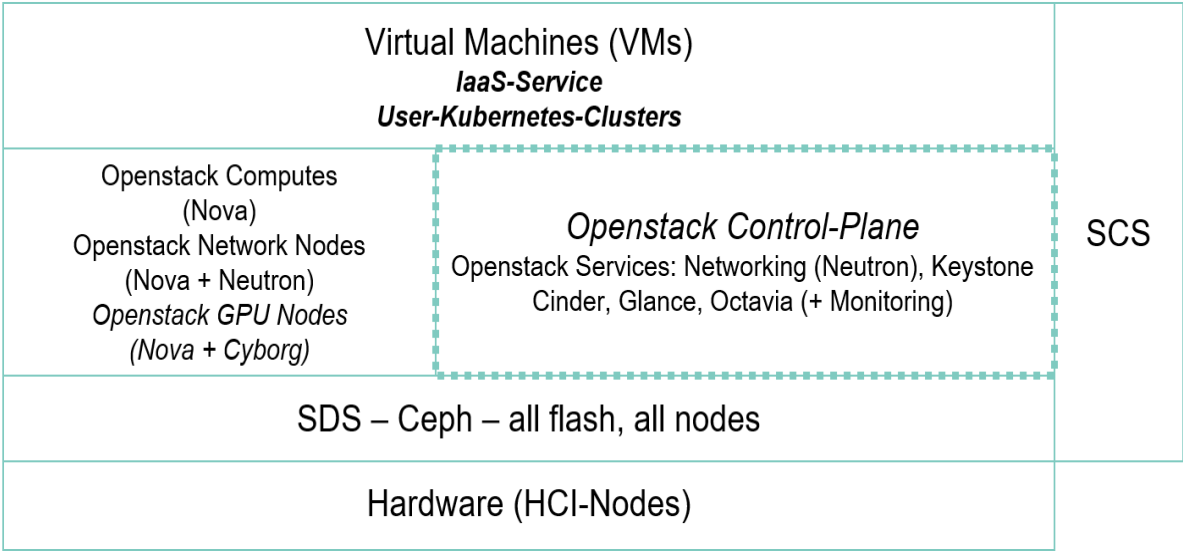 Virtual Machines (VMs)
IaaS-Service
User-Kubernetes-Clusters
Openstack Computes
(Nova)
Openstack Network Nodes
(Nova + Neutron)
Openstack GPU Nodes
(Nova + Cyborg)
Openstack Control-Plane
Openstack Services: Networking (Neutron), Keystone
Cinder, Glance, Octavia (+ Monitoring)
SCS
SDS – Ceph – all flash, all nodes
Hardware (HCI-Nodes)